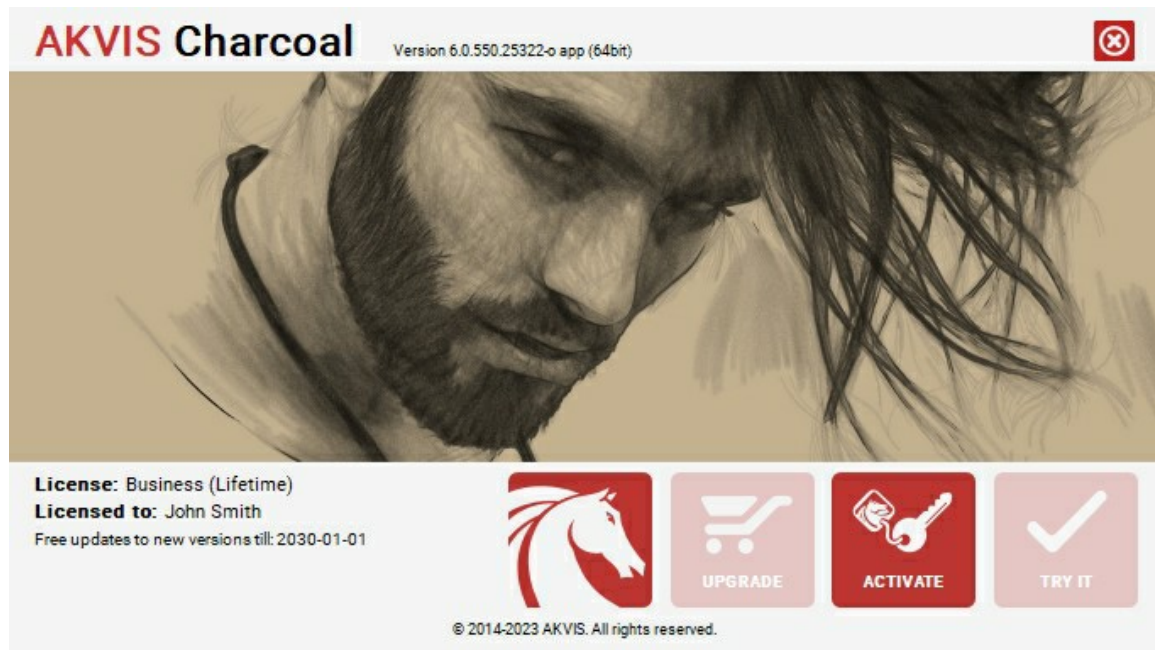 AKVIS Charcoal Version 6.0.550.25322-o app (64bit)
License: Business (Lifetime)
Licensed to: John Smith
Free updates to new versions till: 2030-01-01
UPGRADE ACTIVATE TRY IT
© 2014-2023 AKVIS. All rights reserved.